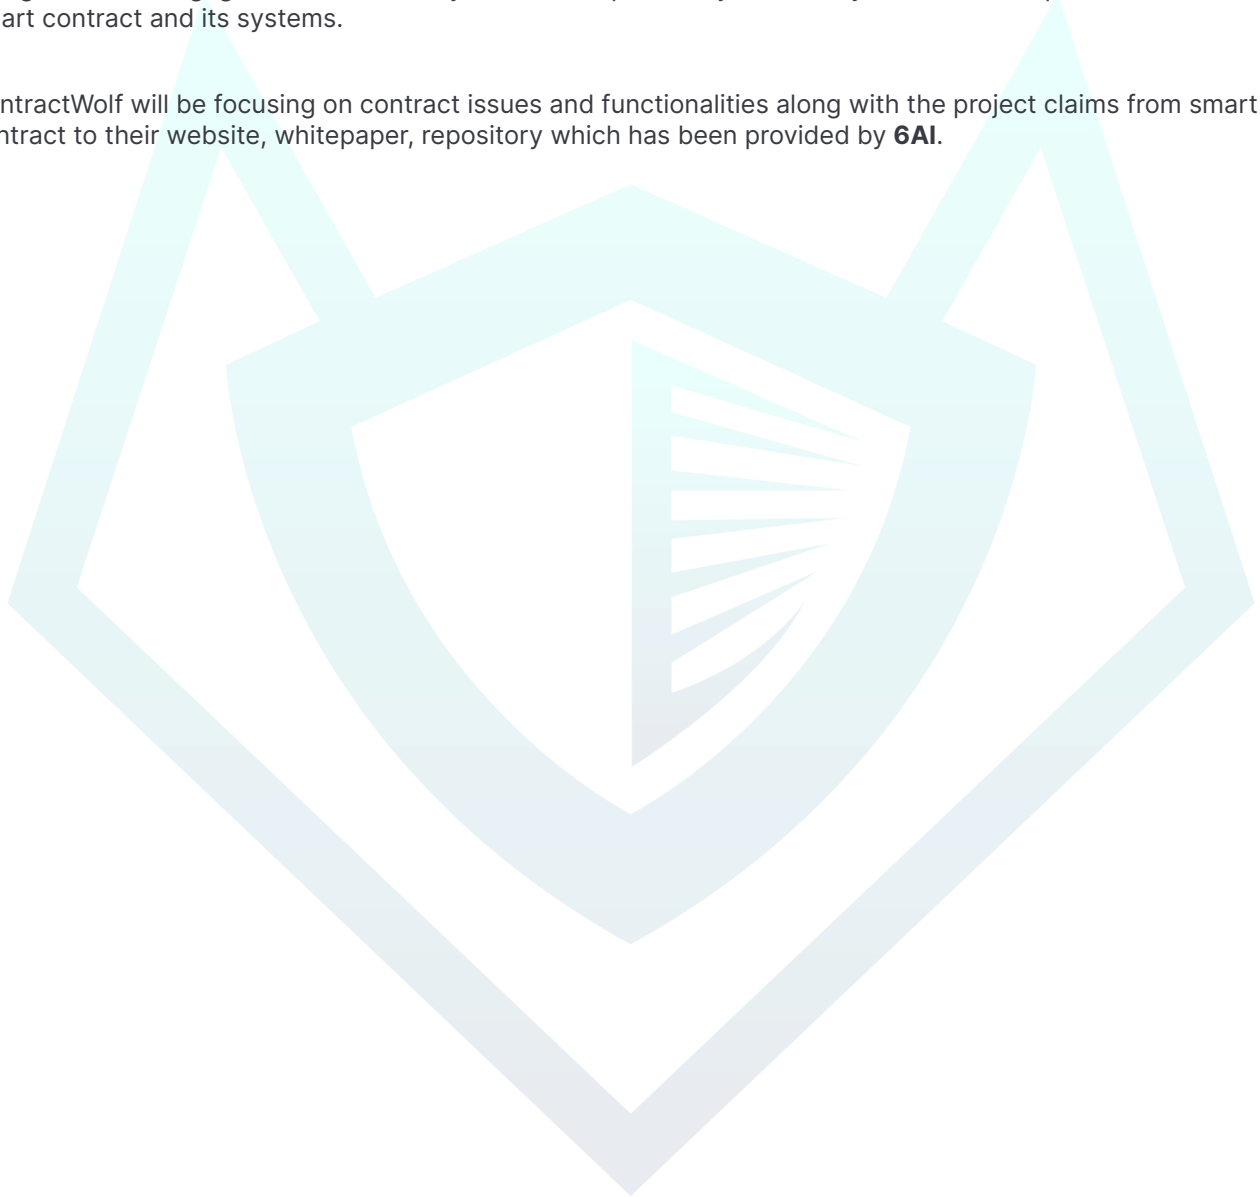 art contract and its systems.
ntractWolf will be focusing on contract issues and functionalities along with the project claims from smart
ntract to their website, whitepaper, repository which has been provided by 6AI.